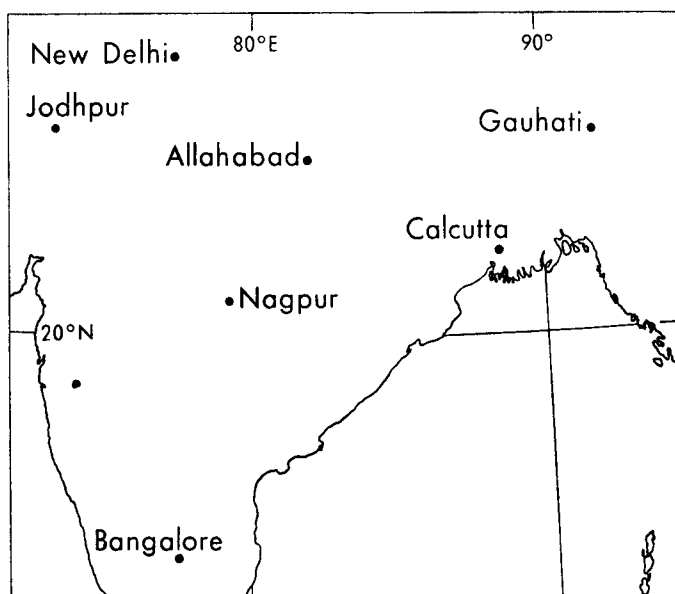 80°E
90°
New Delhi
Jodhpur
Gauhati
Allahabad
Calcutta
Nagpur
20°N
Bangalore